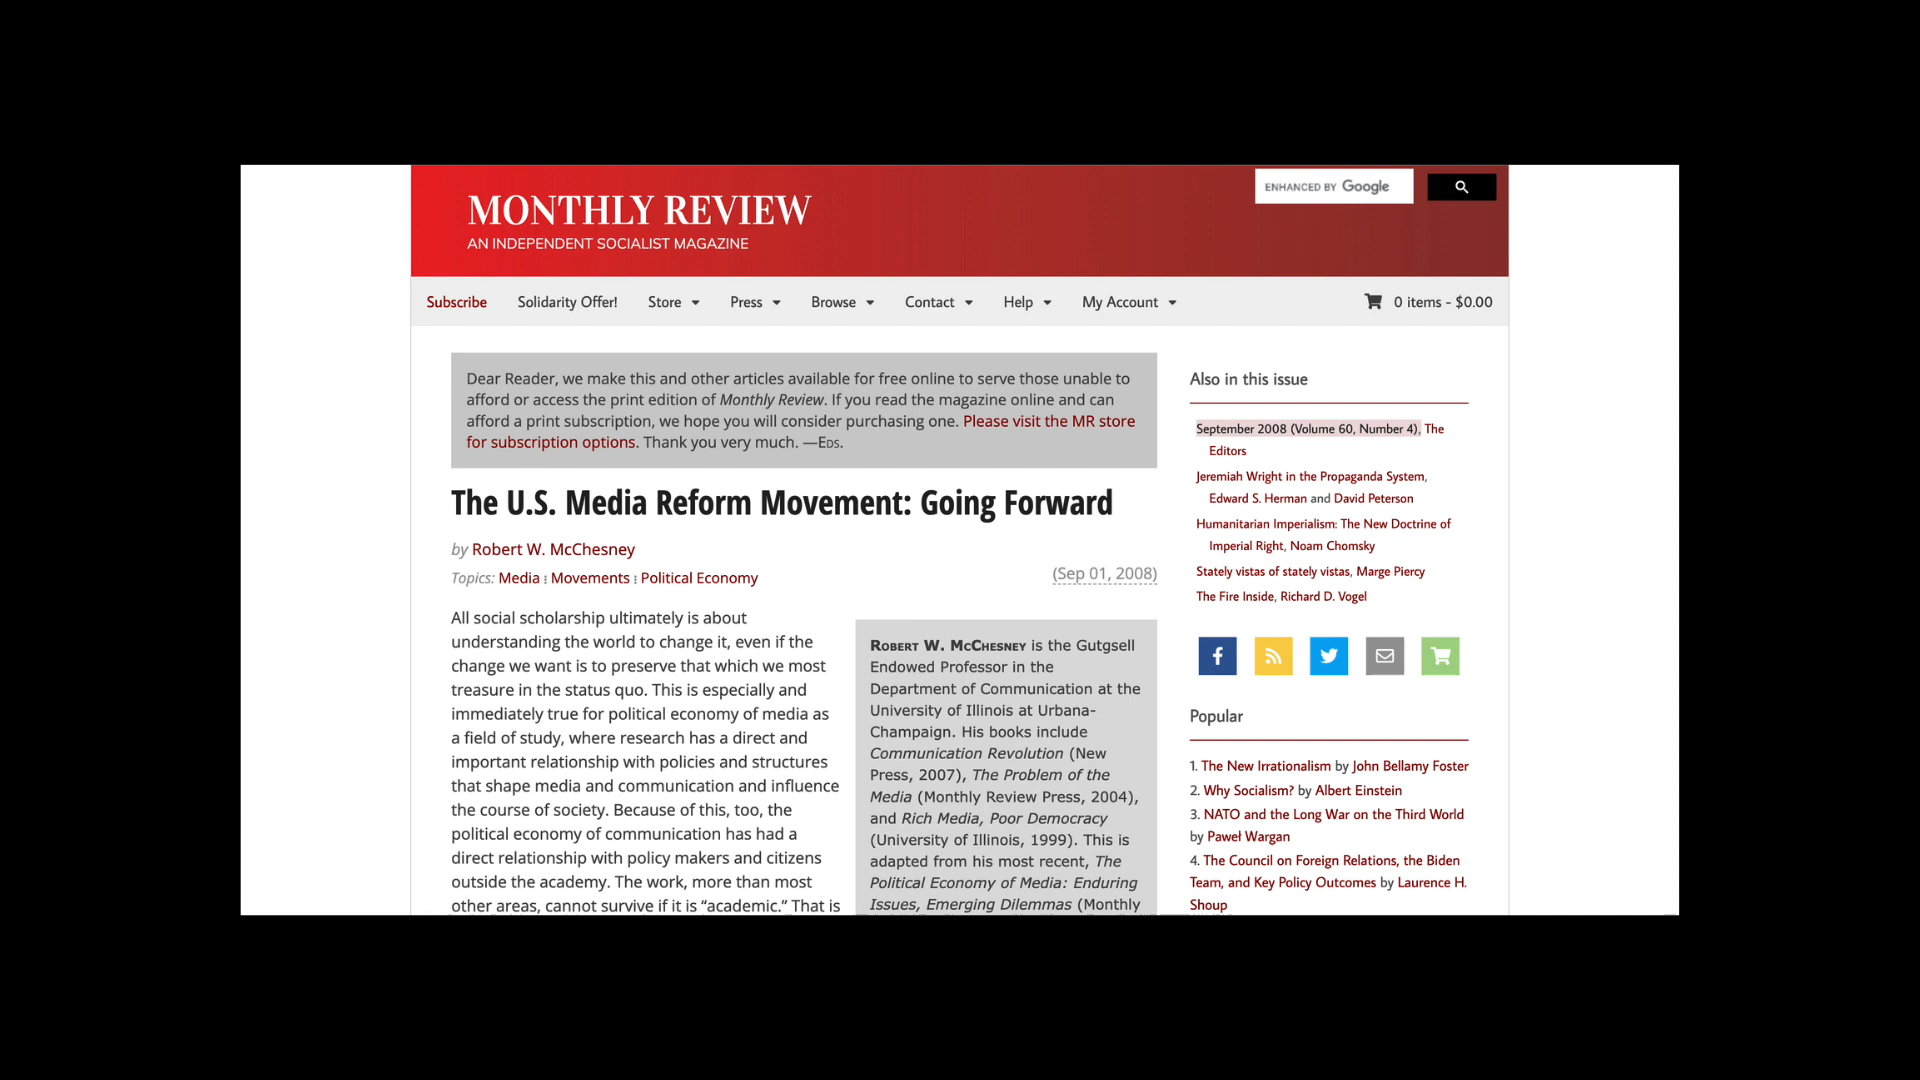 MONTHLY REVIEW
AN INDEPENDENT SOCIALIST MAGAZINE
ENHANCED BY Google
Subscribe Solidarity Offer! Store Press Browse Contact Help My Account 0 items - $0.00
Dear Reader, we make this and other articles available for free online to serve those unable to
afford or access the print edition of Monthly Review. If you read the magazine online and can
afford a print subscription, we hope you will consider purchasing one. Please visit the MR store
for subscription options. Thank you very much. —Eds.
The U.S. Media Reform Movement: Going Forward
by Robert W. McChesney
Topics: Media Movements Political Economy
(Sep 01, 2008)
All social scholarship ultimately is about
understanding the world to change it, even if the
change we want is to preserve that which we most
treasure in the status quo. This is especially and
immediately true for political economy of media as
a field of study, where research has a direct and
important relationship with policies and structures
that shape media and communication and influence
the course of society. Because of this, too, the
political economy of communication has had a
direct relationship with policy makers and citizens
outside the academy. The work, more than most
other areas, cannot survive if it is “academic.” That is
Robert W. McChesney is the Gutgsell
Endowed Professor in the
Department of Communication at the
University of Illinois at Urbana-
Champaign. His books include
Communication Revolution (New
Press, 2007), The Problem of the
Media (Monthly Review Press, 2004),
and Rich Media, Poor Democracy
(University of Illinois, 1999). This is
adapted from his most recent, The
Political Economy of Media: Enduring
Issues, Emerging Dilemmas (Monthly
Also in this issue
September 2008 (Volume 60, Number 4), The
Editors
Jeremiah Wright in the Propaganda System,
Edward S. Herman and David Peterson
Humanitarian Imperialism: The New Doctrine of
Imperial Right, Noam Chomsky
Stately vistas of stately vistas, Marge Piercy
The Fire Inside, Richard D. Vogel
Popular
1. The New Irrationalism by John Bellamy Foster
2. Why Socialism? by Albert Einstein
3. NATO and the Long War on the Third World
by Paweł Wargan
4. The Council on Foreign Relations, the Biden
Team, and Key Policy Outcomes by Laurence H.
Shoup